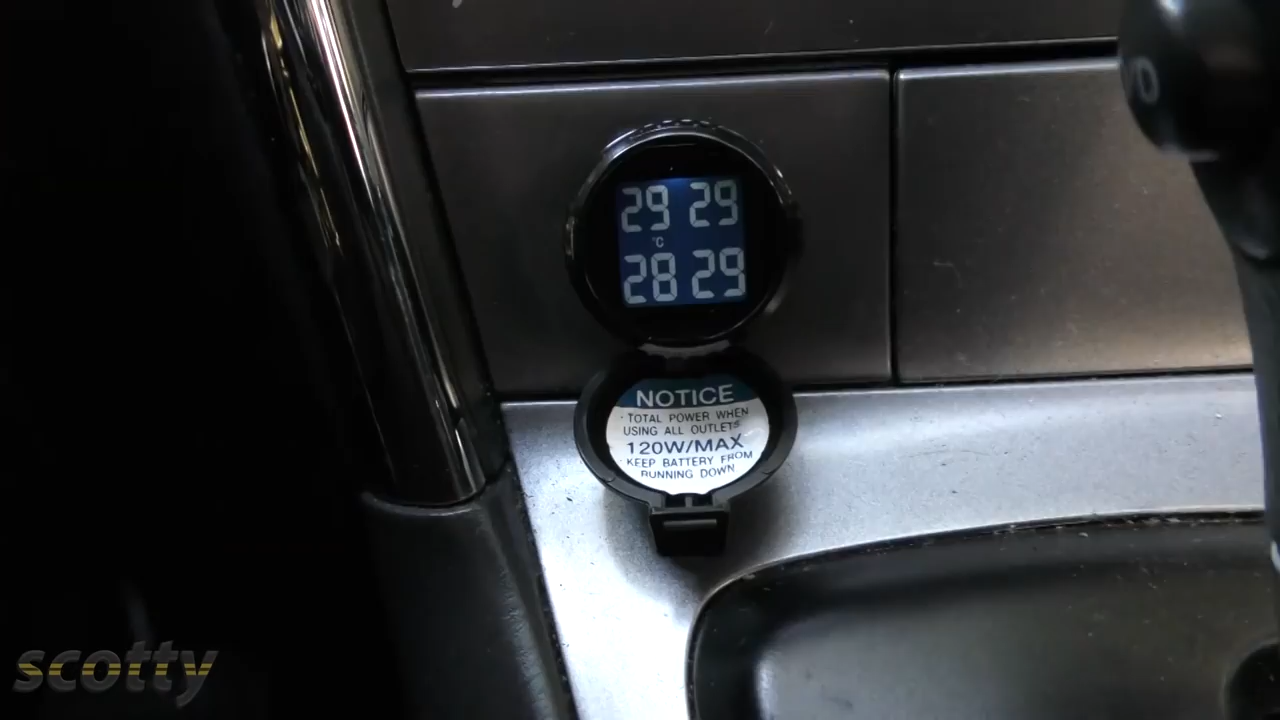 29 29
°C
28 29
NOTICE
· TOTAL POWER WHEN
USING ALL OUTLETS
120W/MAX
· KEEP BATTERY FROM
RUNNING DOWN
scotty